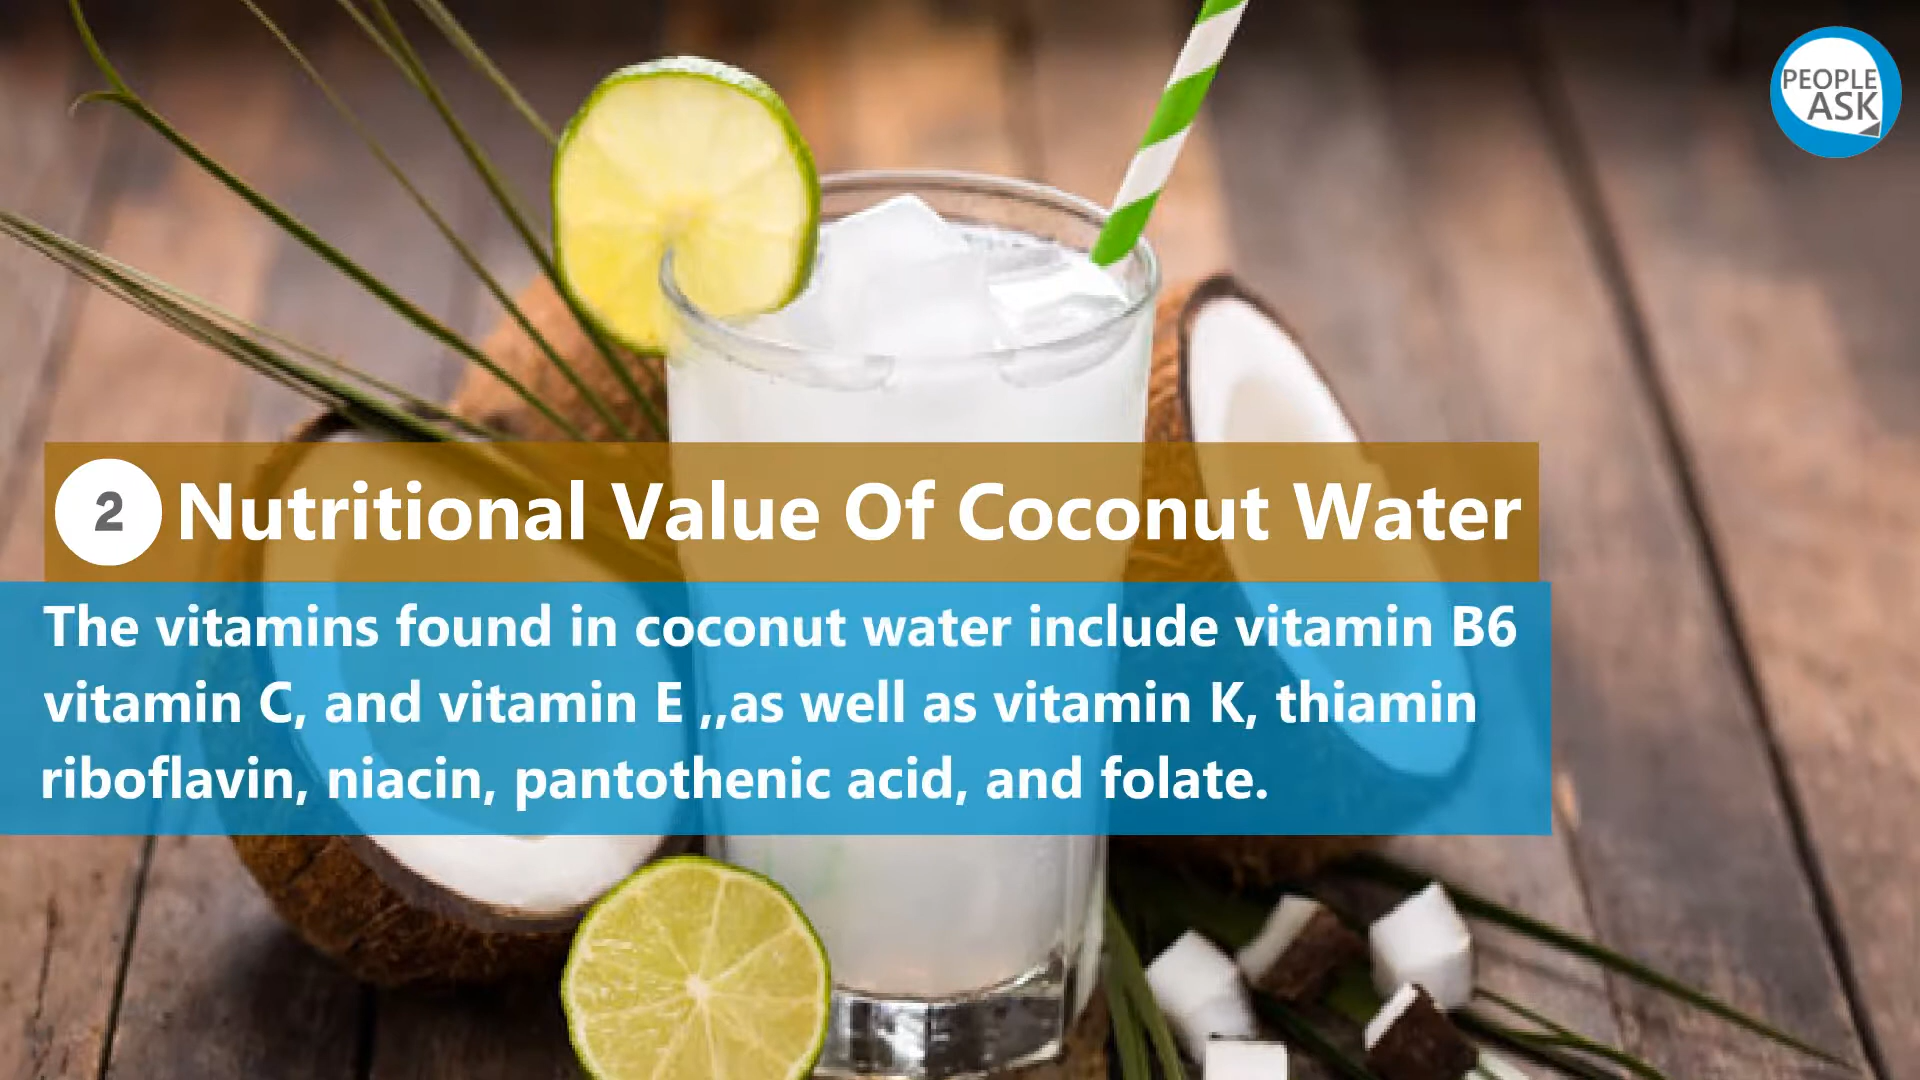 PEOPLE
ASK
2 Nutritional Value Of Coconut Water
The vitamins found in coconut water include vitamin B6
vitamin C, and vitamin E ,,as well as vitamin K, thiamin
riboflavin, niacin, pantothenic acid, and folate.